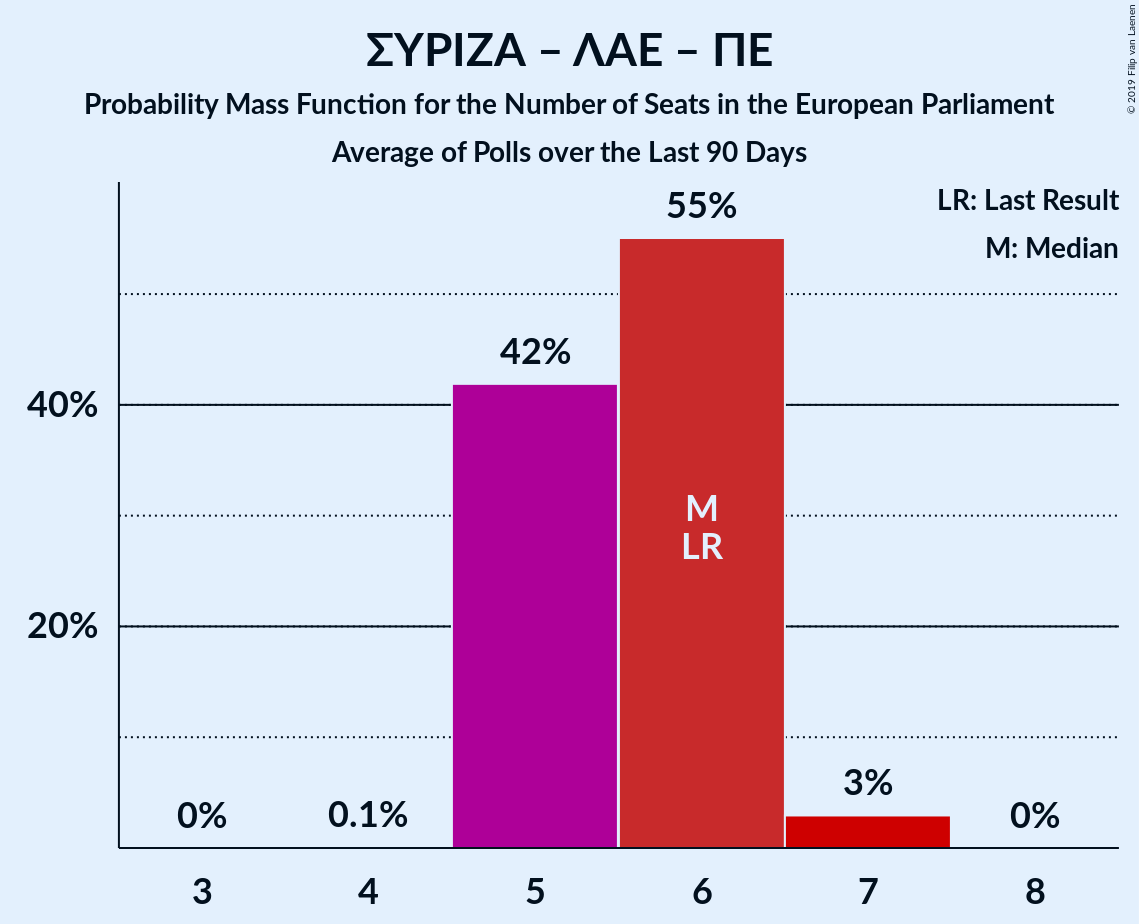 ΣΥΡΙΖΑ – ΛΑΕ – ΠΕ
Probability Mass Function for the Number of Seats in the European Parliament
Average of Polls over the Last 90 Days
© 2019 Filip van Laenen
LR: Last Result
M: Median
55%
42%
40%
M
LR
20%
3%
0%
0.1%
0%
3 4 5 6 7 8